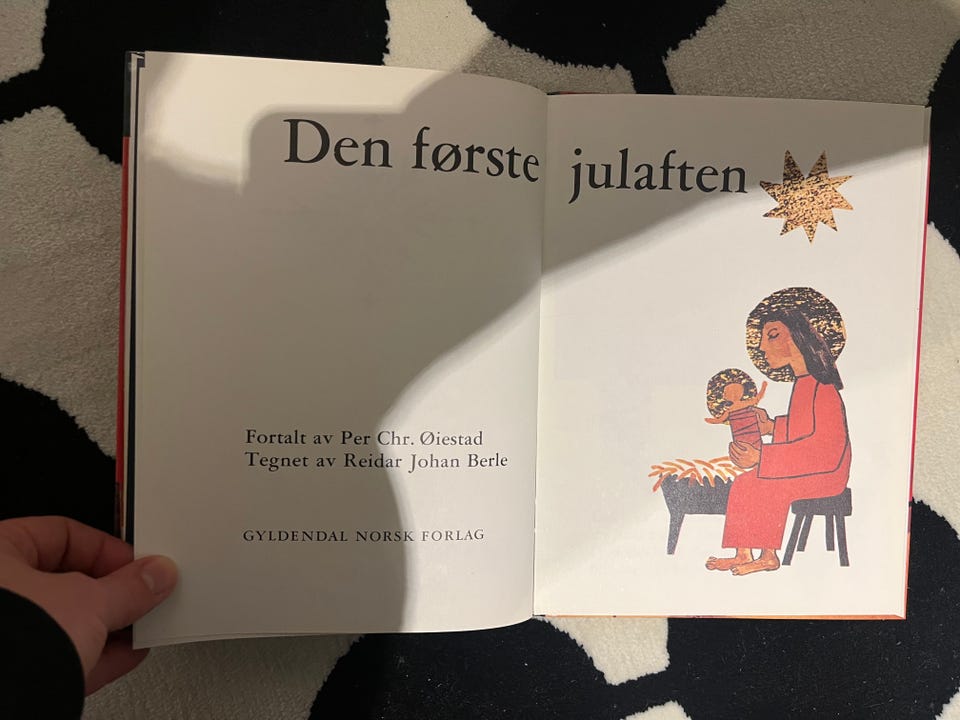 Den første julaften
Fortalt av Per Chr. Øiestad
Tegnet av Reidar Johan Berle
GYLDENDAL NORSK FORLAG